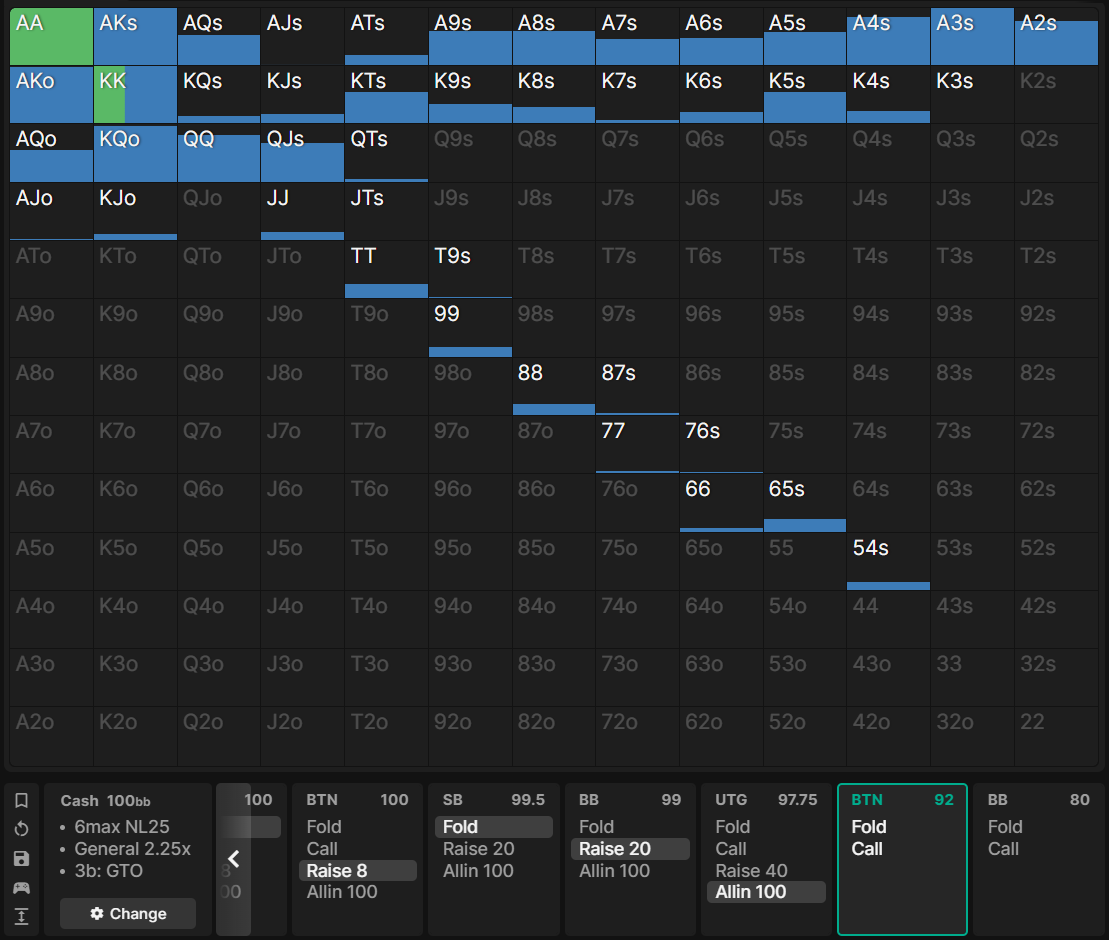 AA AKs AQs AJs ATs A9s A8s A7s A6s A5s A4s A3s A2s
AKo KK KQs KJs KTs K9s K8s K7s K6s K5s K4s K3s K2s
AQo KQo QQ QJs QTs Q9s Q8s Q7s Q6s Q5s Q4s Q3s Q2s
AJo KJo QJo JJ JTs J9s J8s J7s J6s J5s J4s J3s J2s
ATo KTo QTo JTo TT T9s T8s T7s T6s T5s T4s T3s T2s
A9o K9o Q9o J9o T9o 99 98s 97s 96s 95s 94s 93s 92s
A8o K8o Q8o J8o T8o 98o 88 87s 86s 85s 84s 83s 82s
A7o K7o Q7o J7o T7o 97o 87o 77 76s 75s 74s 73s 72s
A6o K6o Q6o J6o T6o 96o 86o 76o 66 65s 64s 63s 62s
A5o K5o Q5o J5o T5o 95o 85o 75o 65o 55 54s 53s 52s
A4o K4o Q4o J4o T4o 94o 84o 74o 64o 54o 44 43s 42s
A3o K3o Q3o J3o T3o 93o 83o 73o 63o 53o 43o 33 32s
A2o K2o Q2o J2o T2o 92o 82o 72o 62o 52o 42o 32o 22
Cash 100bb
• 6max NL25
• General 2.25x
• 3b: GTO
Change
100
8
00
BTN 100
Fold
Call
Raise 8
Allin 100
SB 99.5
Fold
Raise 20
Allin 100
BB 99
Fold
Raise 20
Allin 100
UTG 97.75
Fold
Call
Raise 40
Allin 100
BTN 92
Fold
Call
BB 80
Fold
Call